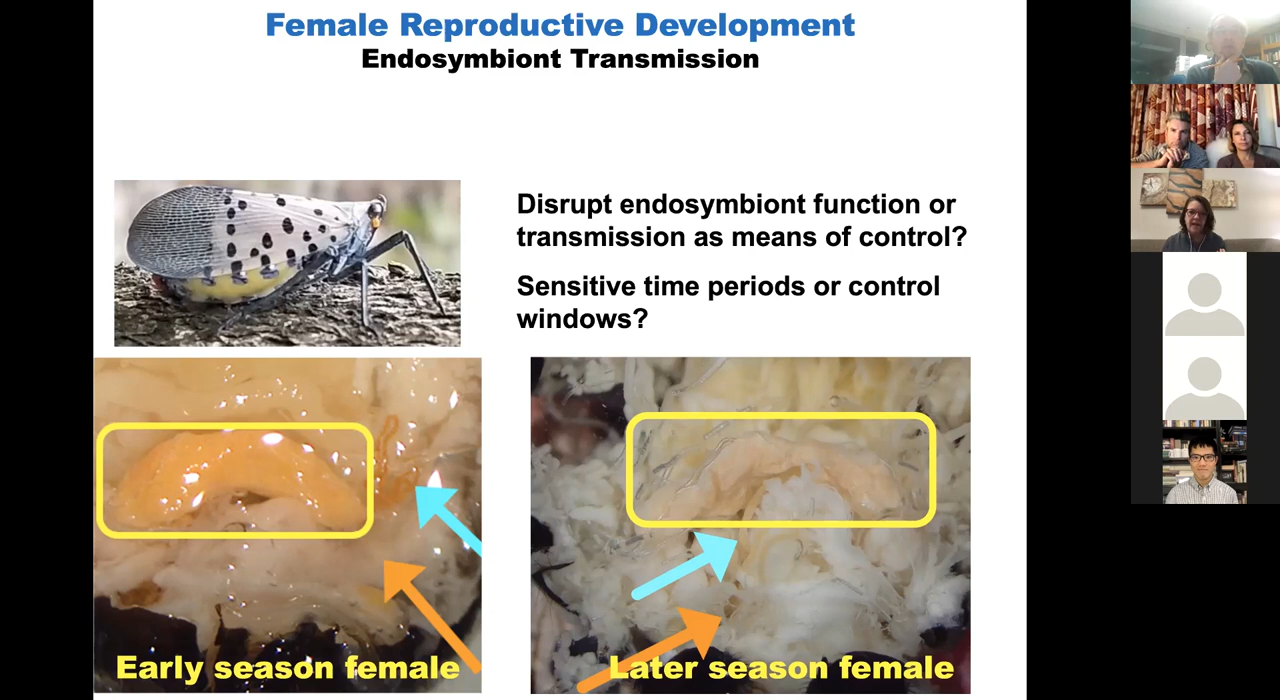 Female Reproductive Development
Endosymbiont Transmission
Disrupt endosymbiont function or
transmission as means of control?
Sensitive time periods or control
windows?
Early season female
Later season female